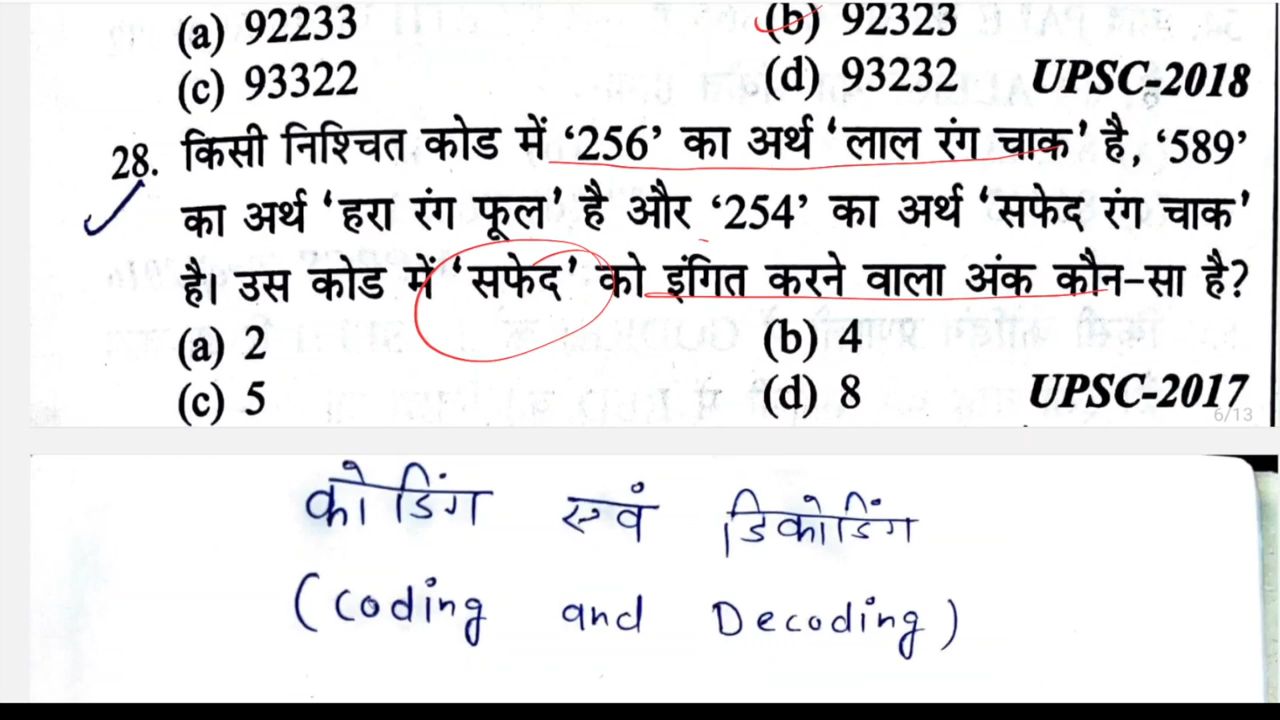 (a) 92233 (b) 92323
(c) 93322 (d) 93232 UPSC-2018
28. किसी निश्चित कोड में ‘256’ का अर्थ ‘लाल रंग चाक’ है, ‘589’
का अर्थ ‘हरा रंग फूल’ है और ‘254’ का अर्थ ‘सफेद रंग चाक’
है। उस कोड में ‘सफेद’ को इंगित करने वाला अंक कौन-सा है?
(a) 2 (b) 4
(c) 5 (d) 8 UPSC-2017
6/13
कोडिंग एवं डिकोडिंग
(Coding and Decoding)